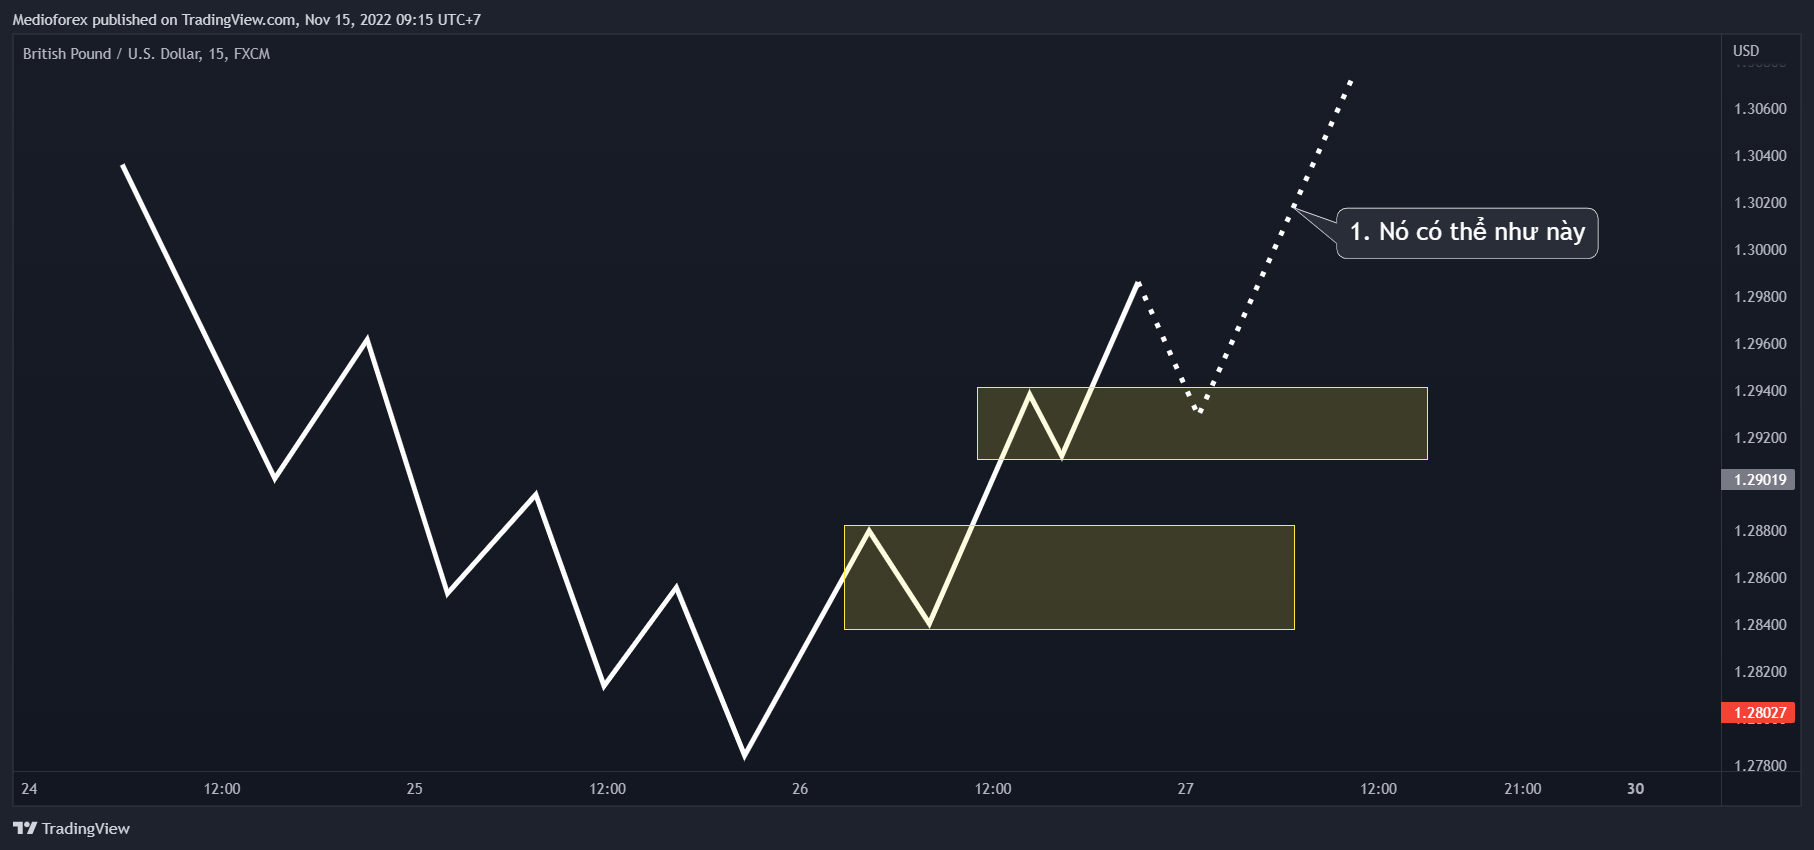 Medioforex published on TradingView.com, Nov 15, 2022 09:15 UTC+7
British Pound / U.S. Dollar, 15, FXCM
USD
1.30600
1.30400
1.30200
1. Nó có thể như này
1.30000
1.29800
1.29600
1.29400
1.29200
1.29019
1.28800
1.28600
1.28400
1.28200
1.28027
1.27800
24 12:00 25 12:00 26 12:00 27 12:00 21:00 30
TradingView